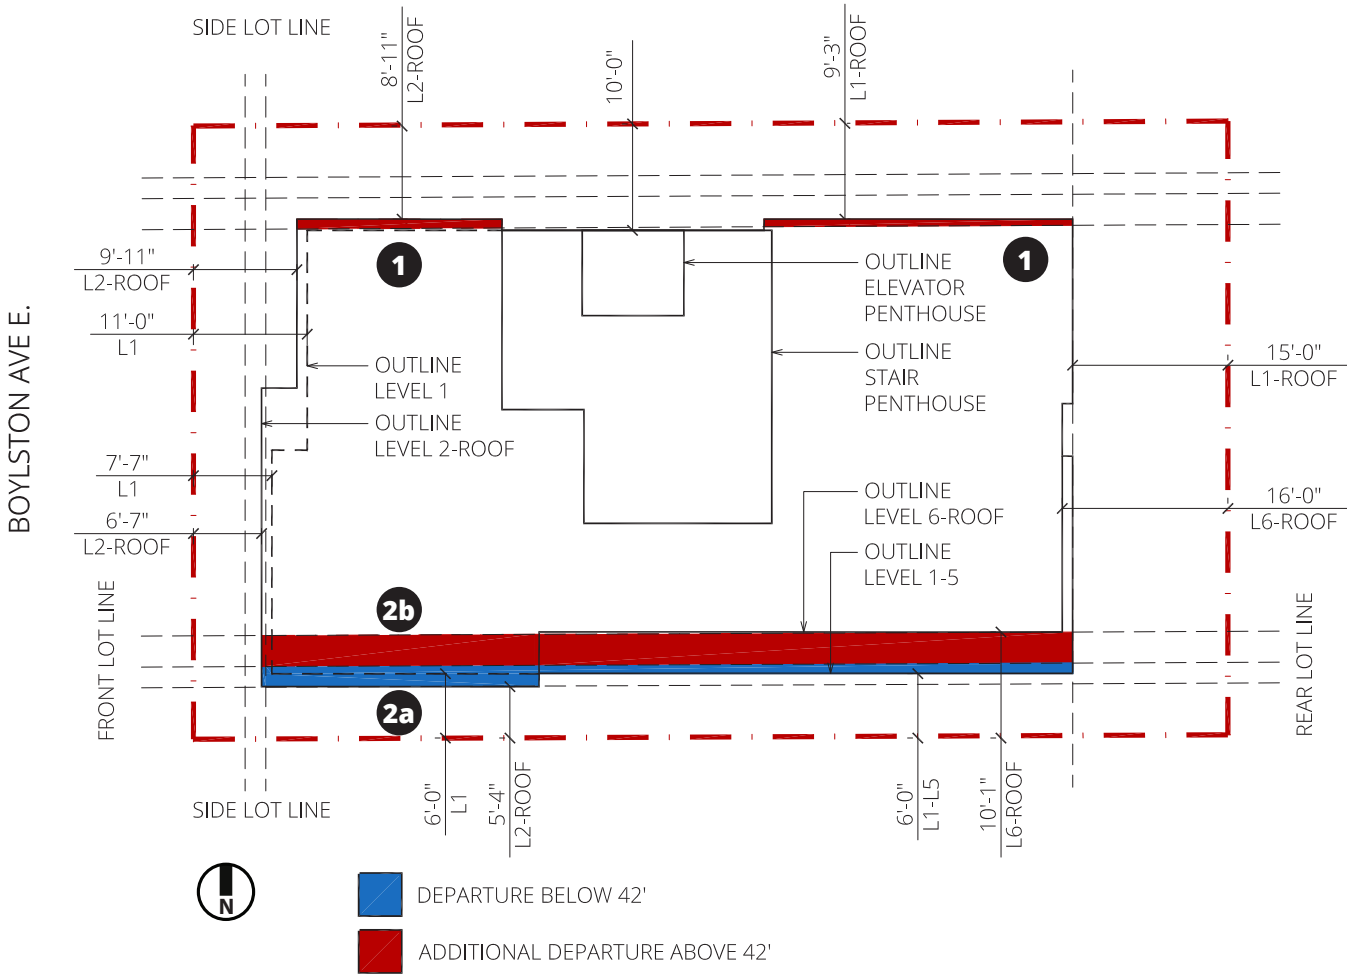 SIDE LOT LINE
8'-11"
L2-ROOF
10'-0"
9'-3"
L1-ROOF
BOYLSTON AVE E.
9'-11"
L2-ROOF
11'-0"
L1
7'-7"
L1
6'-7"
L2-ROOF
1
1
OUTLINE
LEVEL 1
OUTLINE
LEVEL 2-ROOF
OUTLINE
ELEVATOR
PENTHOUSE
OUTLINE
STAIR
PENTHOUSE
OUTLINE
LEVEL 6-ROOF
OUTLINE
LEVEL 1-5
15'-0"
L1-ROOF
16'-0"
L6-ROOF
2b
2a
FRONT LOT LINE
REAR LOT LINE
SIDE LOT LINE
6'-0"
L1
5'-4"
L2-ROOF
6'-0"
L1-L5
10'-1"
L6-ROOF
N
DEPARTURE BELOW 42'
ADDITIONAL DEPARTURE ABOVE 42'